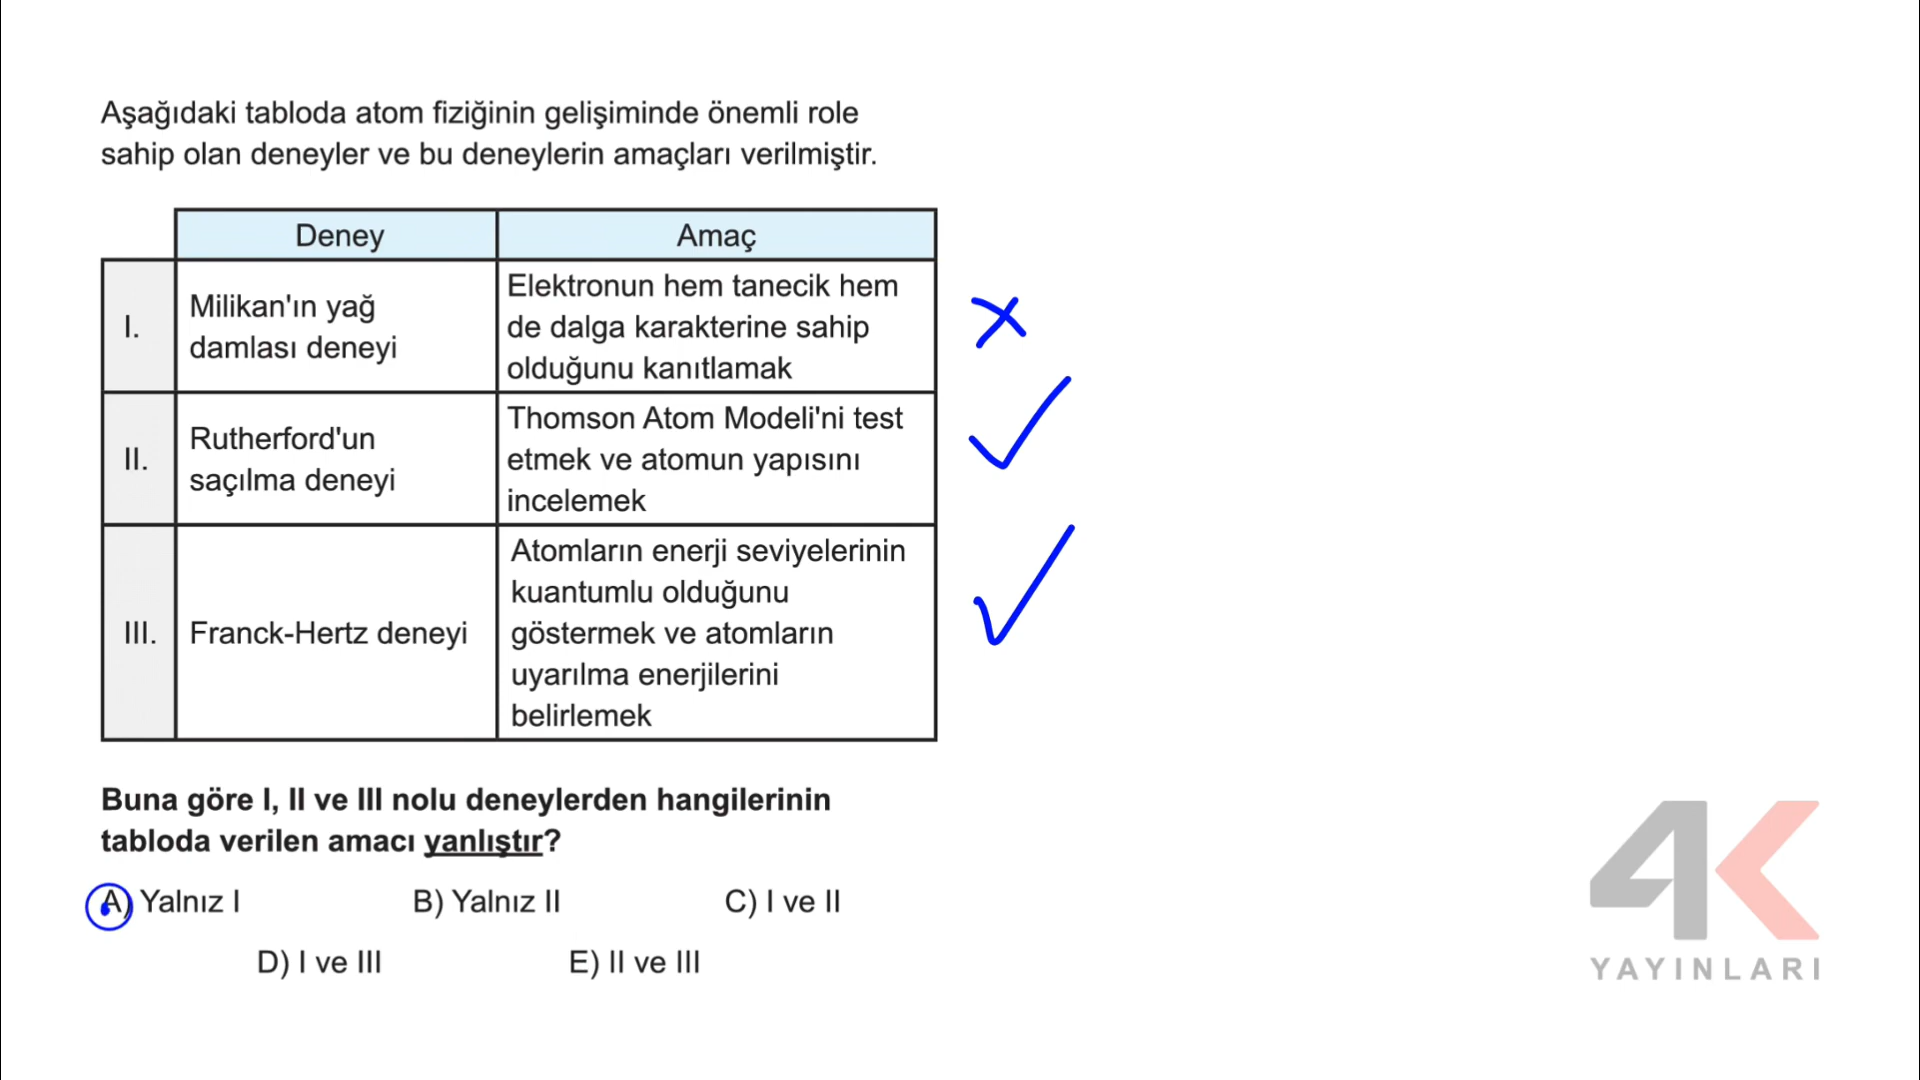 Aşağıdaki tabloda atom fiziğinin gelişiminde önemli role
sahip olan deneyler ve bu deneylerin amaçları verilmiştir.
Deney Amaç
I. Milikan'ın yağ
damlası deneyi
Elektronun hem tanecik hem
de dalga karakterine sahip
olduğunu kanıtlamak
II. Rutherford'un
saçılma deneyi
Thomson Atom Modeli'ni test
etmek ve atomun yapısını
incelemek
III. Franck-Hertz deneyi
Atomların enerji seviyelerinin
kuantumlu olduğunu
göstermek ve atomların
uyarılma enerjilerini
belirlemek
Buna göre I, II ve III nolu deneylerden hangilerinin
tabloda verilen amacı yanlıştır?
A) Yalnız I B) Yalnız II C) I ve II
D) I ve III E) II ve III
4K
YAYINLARI